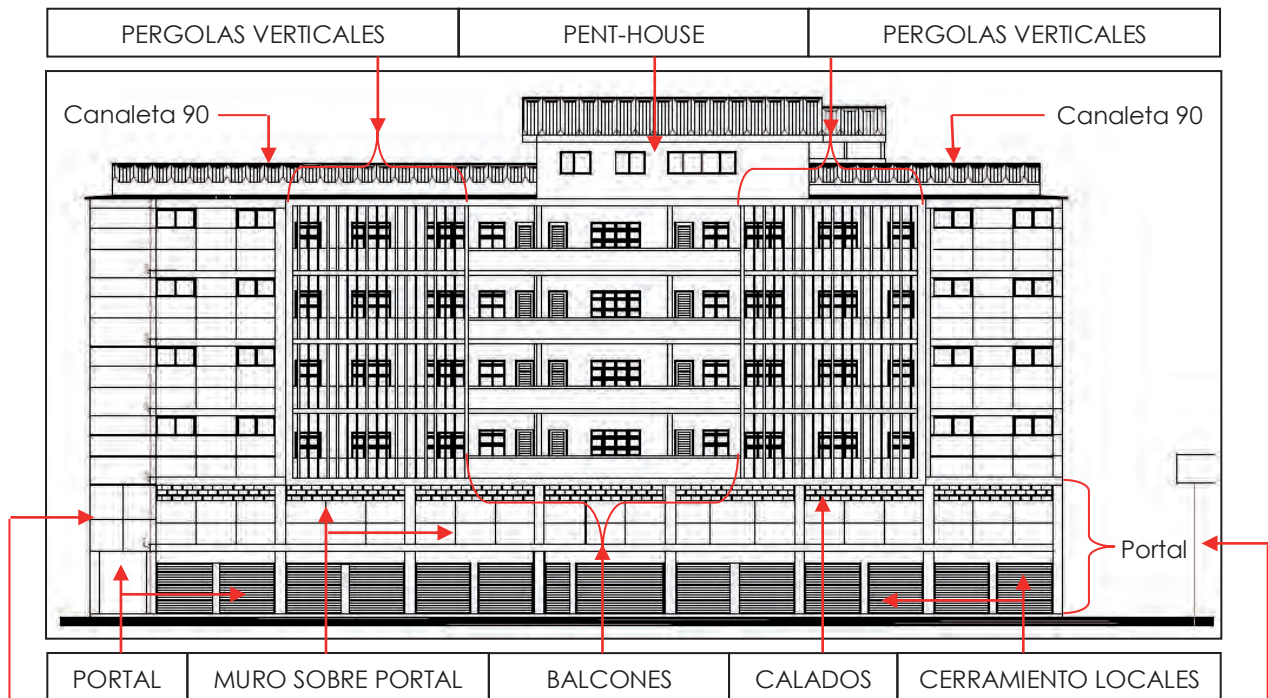 PERGOLAS VERTICALES PENT-HOUSE PERGOLAS VERTICALES
Canaleta 90 Canaleta 90
Portal
PORTAL MURO SOBRE PORTAL BALCONES CALADOS CERRAMIENTO LOCALES